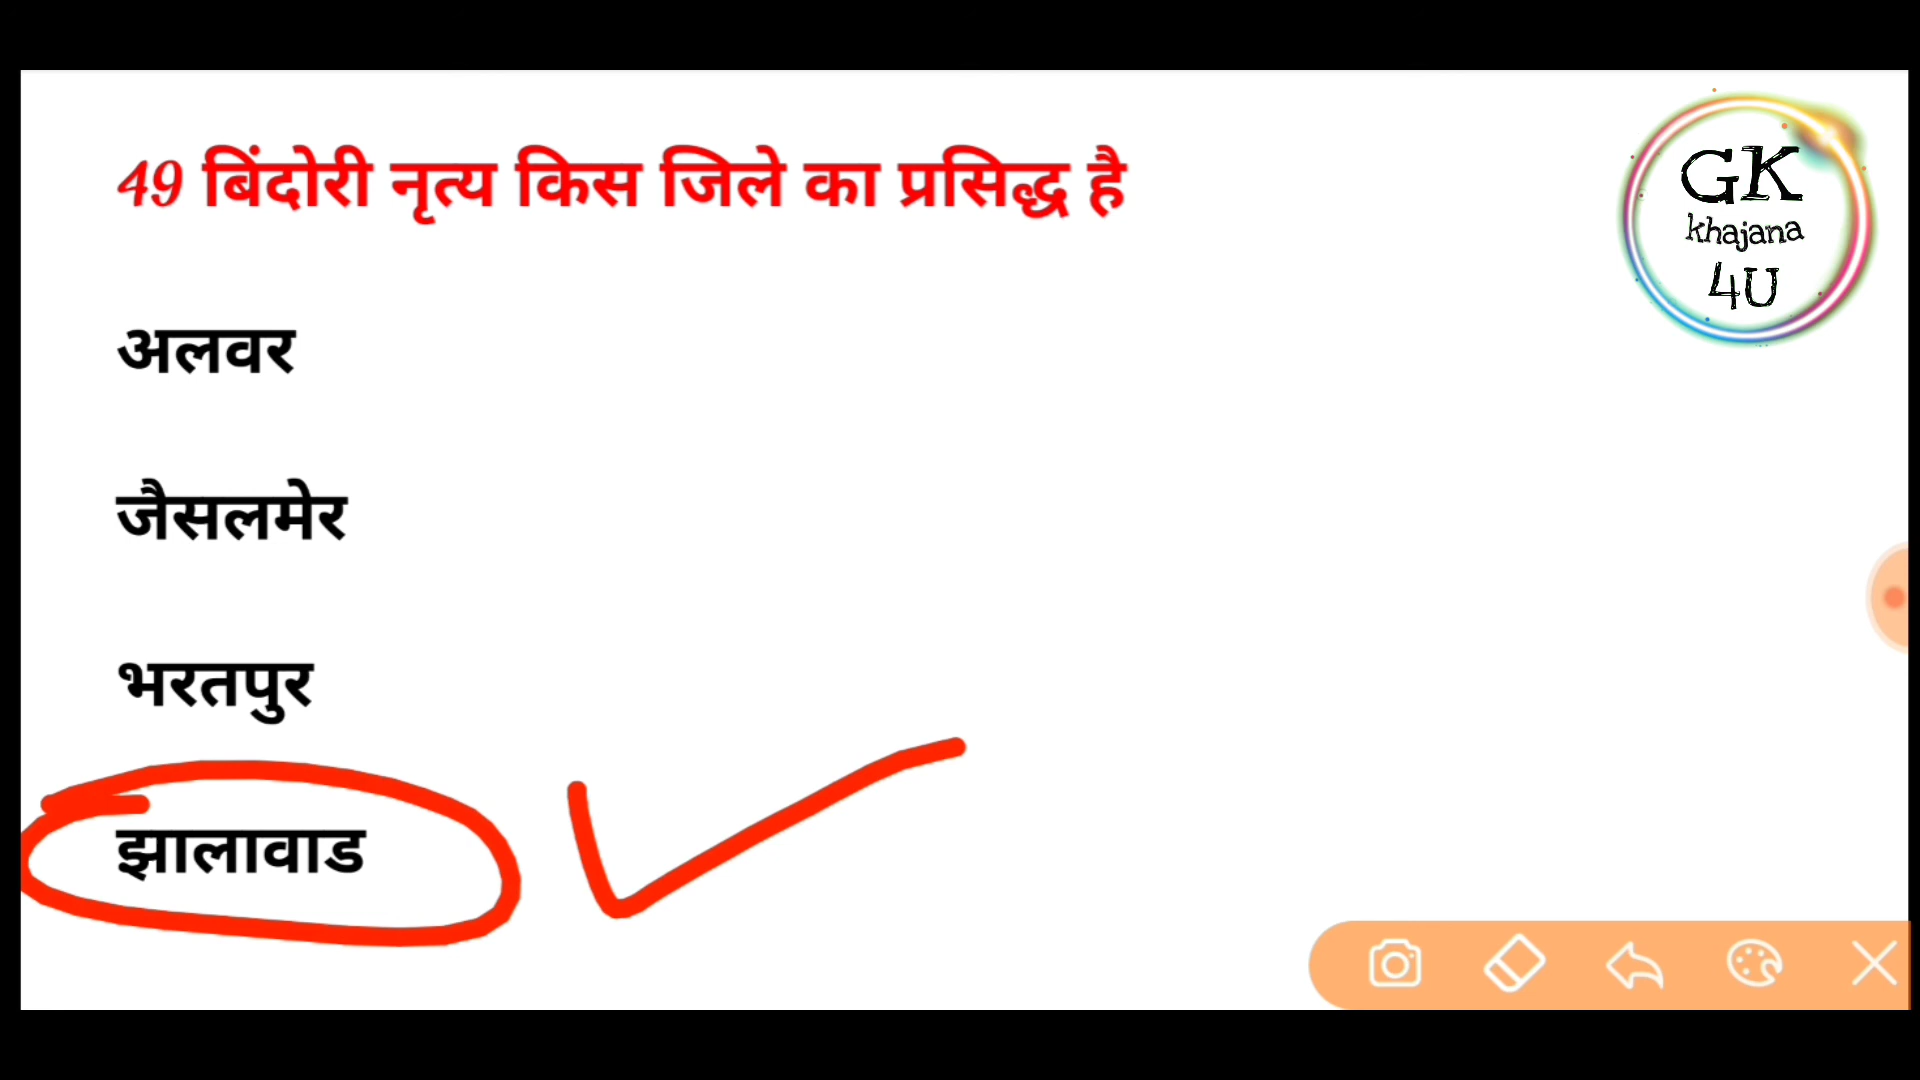 49 बिंदोरी नृत्य किस जिले का प्रसिद्ध है
GK
khajana
4U
अलवर
जैसलमेर
भरतपुर
झालावाड